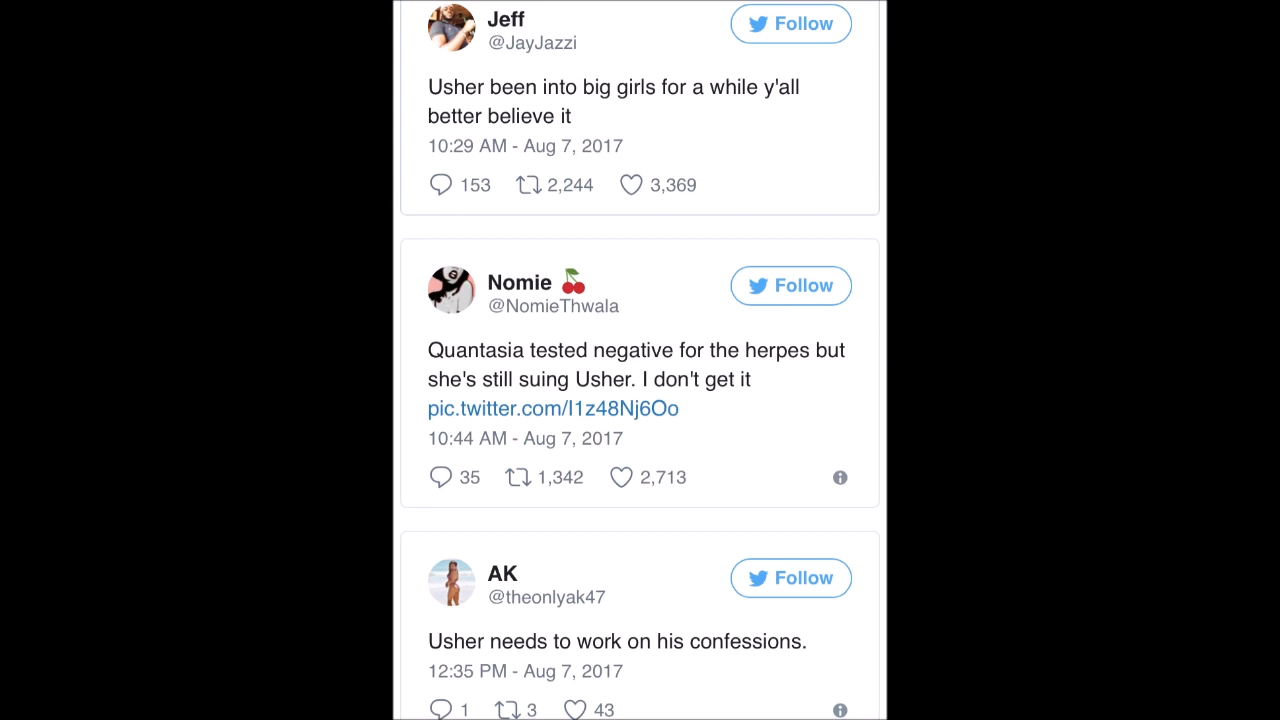 Jeff
@JayJazzi
Follow
Usher been into big girls for a while y'all
better believe it
10:29 AM - Aug 7, 2017
153 2,244 3,369
Nomie 🍒
@NomieThwala
Follow
Quantasia tested negative for the herpes but
she's still suing Usher. I don't get it
pic.twitter.com/I1z48Nj6Oo
10:44 AM - Aug 7, 2017
35 1,342 2,713
AK
@theonlyak47
Follow
Usher needs to work on his confessions.
12:35 PM - Aug 7, 2017
1 3 43